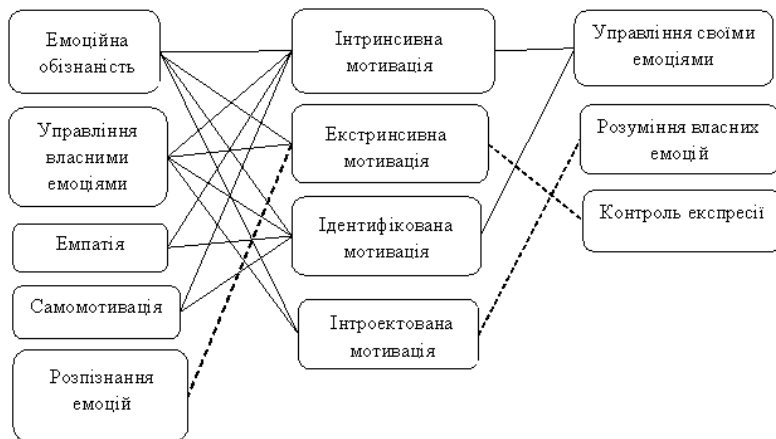 Емоційна
обізнаність
Управління
власними
емоціями
Емпатія
Самомотивація
Розпізнання
емоцій
Інтринсивна
мотивація
Екстринсивна
мотивація
Ідентифікована
мотивація
Інтроектована
мотивація
Управління своїми
емоціями
Розуміння власних
емоцій
Контроль експресії